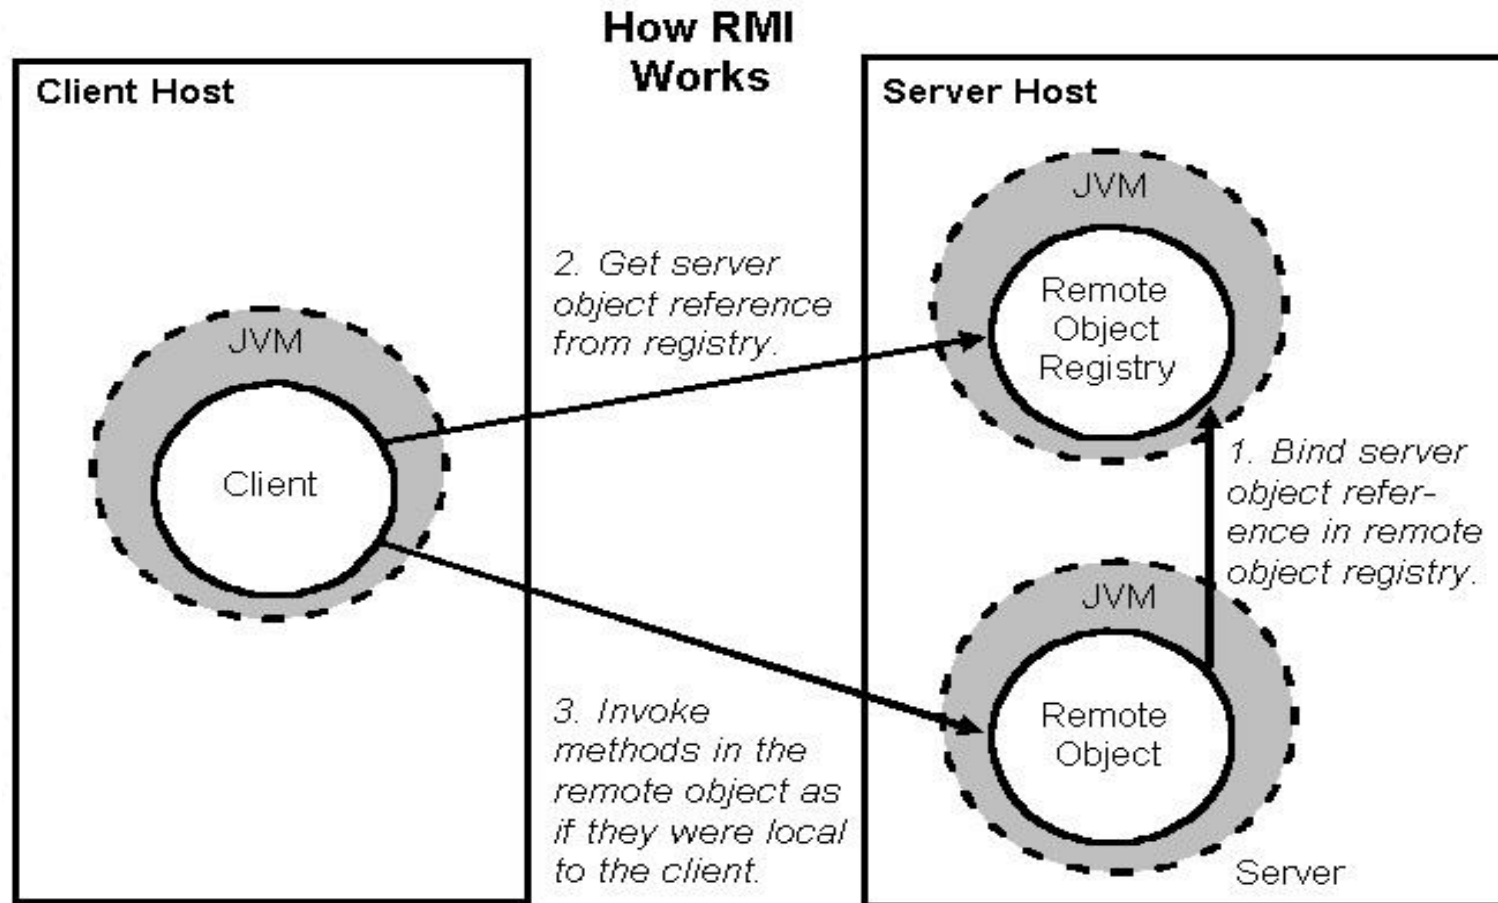 How RMI
Works
Client Host
JVM
Client
2. Get server
object reference
from registry.
3. Invoke
methods in the
remote object as
if they were local
to the client.
Server Host
JVM
Remote
Object
Registry
1. Bind server
object refer-
ence in remote
object registry.
JVM
Remote
Object
Server